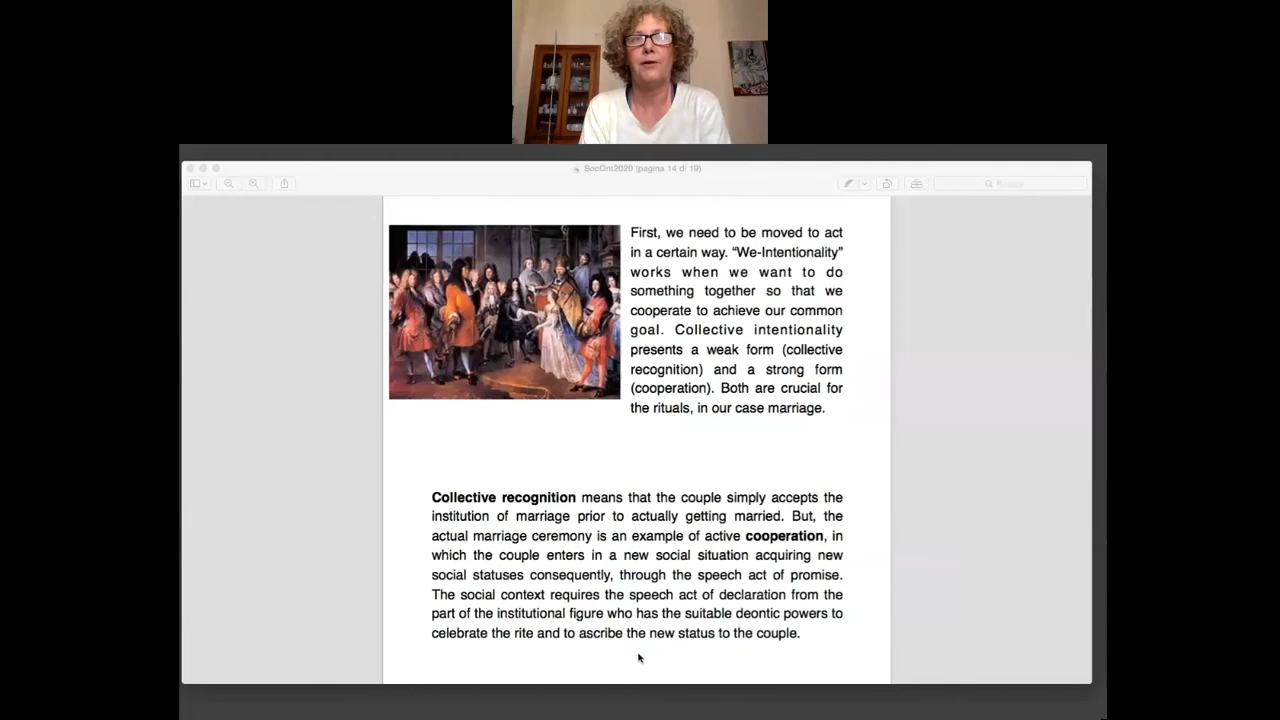 SocOnt2020 (pagina 14 di 19)
First, we need to be moved to act
in a certain way. “We-Intentionality”
works when we want to do
something together so that we
cooperate to achieve our common
goal. Collective intentionality
presents a weak form (collective
recognition) and a strong form
(cooperation). Both are crucial for
the rituals, in our case marriage.
Collective recognition means that the couple simply accepts the
institution of marriage prior to actually getting married. But, the
actual marriage ceremony is an example of active cooperation, in
which the couple enters in a new social situation acquiring new
social statuses consequently, through the speech act of promise.
The social context requires the speech act of declaration from the
part of the institutional figure who has the suitable deontic powers to
celebrate the rite and to ascribe the new status to the couple.